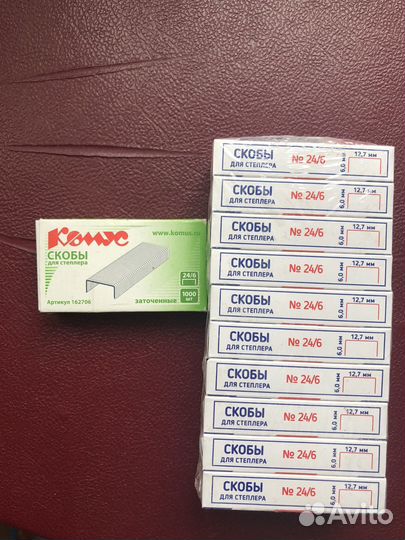 Комус
www.komus.ru
СКОБЫ
ДЛЯ СТЕПЛЕРА
24/6
1000
шт
Артикул 162706
заточенные
СКОБЫ
ДЛЯ СТЕПЛЕРА
№ 24/6
6,0 мм
12,7 мм
СКОБЫ
ДЛЯ СТЕПЛЕРА
№ 24/6
6,0 мм
12,7 мм
СКОБЫ
ДЛЯ СТЕПЛЕРА
№ 24/6
6,0 мм
12,7 мм
СКОБЫ
ДЛЯ СТЕПЛЕРА
№ 24/6
6,0 мм
12,7 мм
СКОБЫ
ДЛЯ СТЕПЛЕРА
№ 24/6
6,0 мм
12,7 мм
СКОБЫ
ДЛЯ СТЕПЛЕРА
№ 24/6
6,0 мм
12,7 мм
СКОБЫ
ДЛЯ СТЕПЛЕРА
№ 24/6
6,0 мм
12,7 мм
СКОБЫ
ДЛЯ СТЕПЛЕРА
№ 24/6
6,0 мм
12,7 мм
СКОБЫ
ДЛЯ СТЕПЛЕРА
№ 24/6
6,0 мм
12,7 мм
СКОБЫ
ДЛЯ СТЕПЛЕРА
№ 24/6
6,0 мм
12,7 мм
Avito